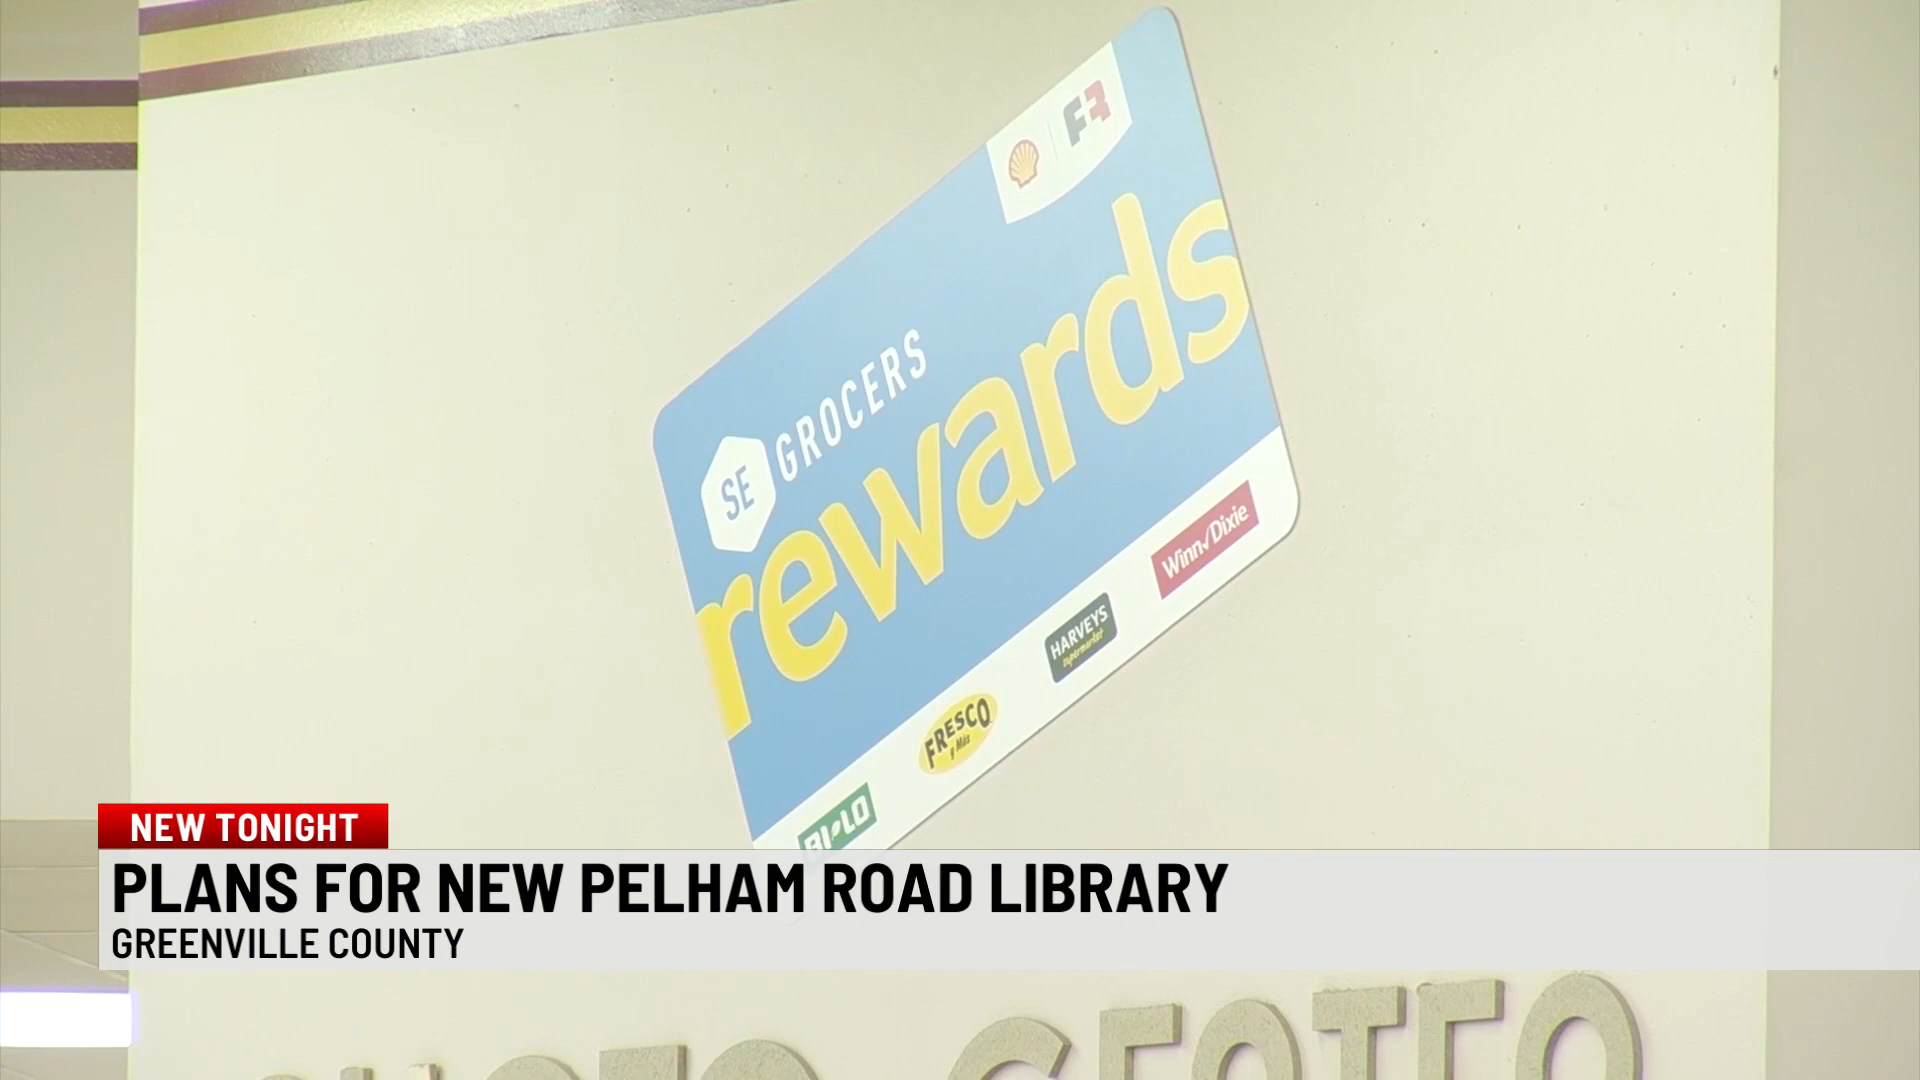 FR
SE GROCERS
rewards
BI-LO
FRESCO
y Más
HARVEYS
supermarket
Winn Dixie
NEW TONIGHT
PLANS FOR NEW PELHAM ROAD LIBRARY
GREENVILLE COUNTY